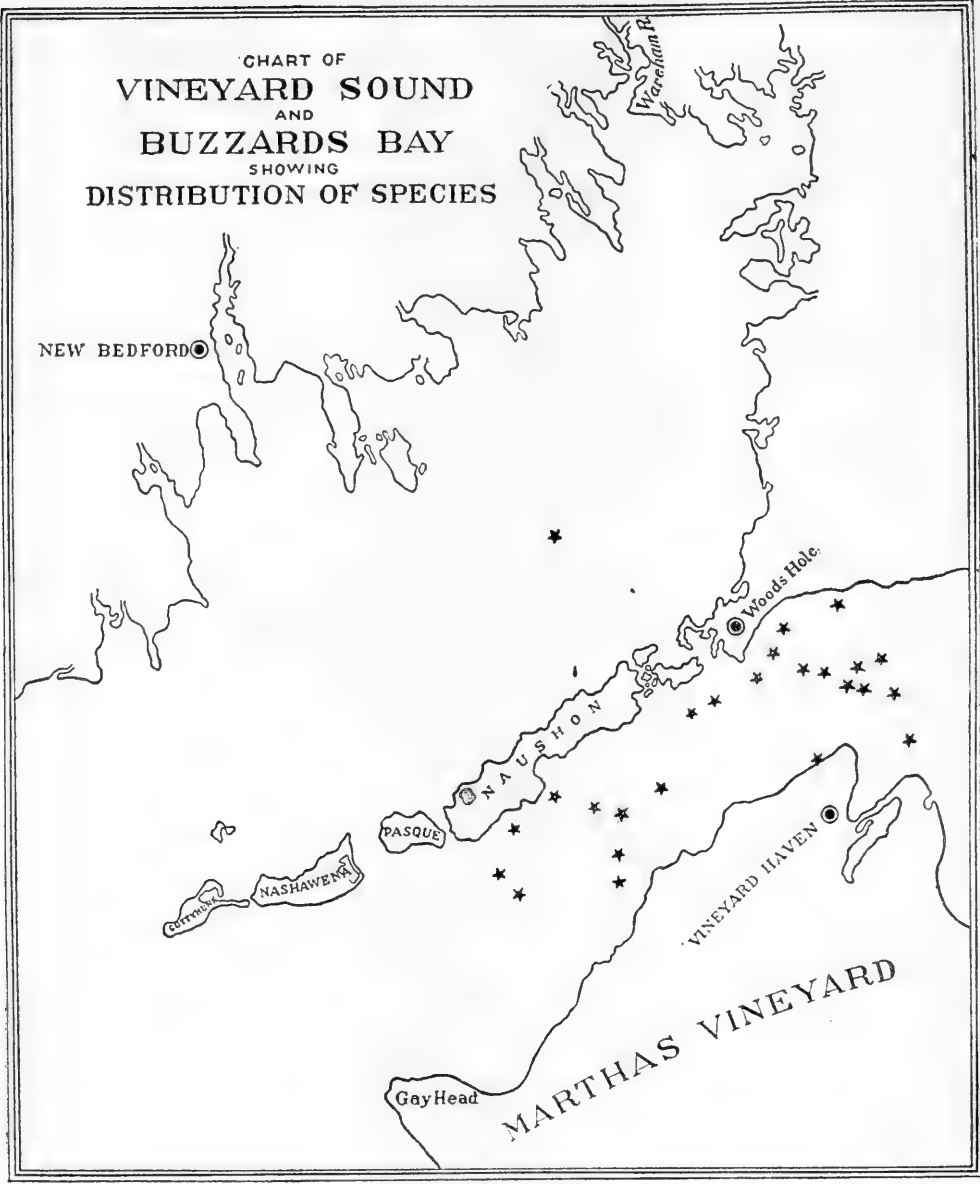 CHART OF
VINEYARD SOUND
AND
BUZZARDS BAY
SHOWING
DISTRIBUTION OF SPECIES
Wareham R.
NEW BEDFORD
Woods Hole.
NAUSHON
PASQUE
NASHAWENA
CUTTYHUNK
VINEYARD HAVEN
MARTHAS VINEYARD
Gay Head